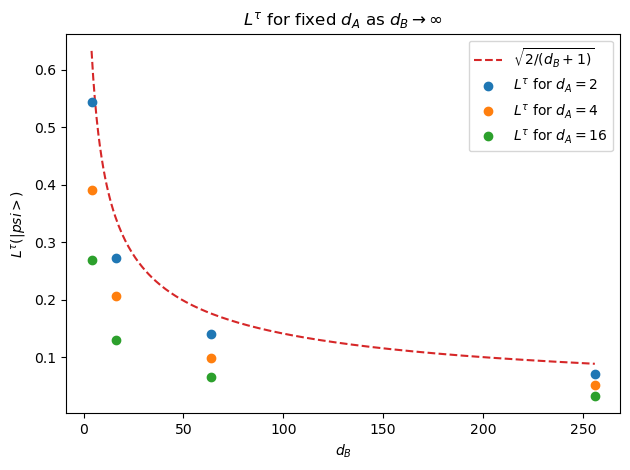 L^τ for fixed d_A as d_B → ∞
√2/(d_B + 1)
L^τ for d_A = 2
L^τ for d_A = 4
L^τ for d_A = 16
L^τ(|psi >)
0.6
0.5
0.4
0.3
0.2
0.1
0 50 100 150 200 250
d_B